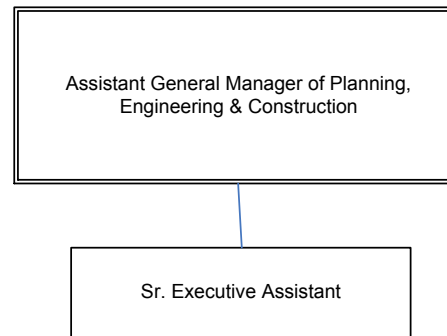 Assistant General Manager of Planning,
Engineering & Construction
Sr. Executive Assistant